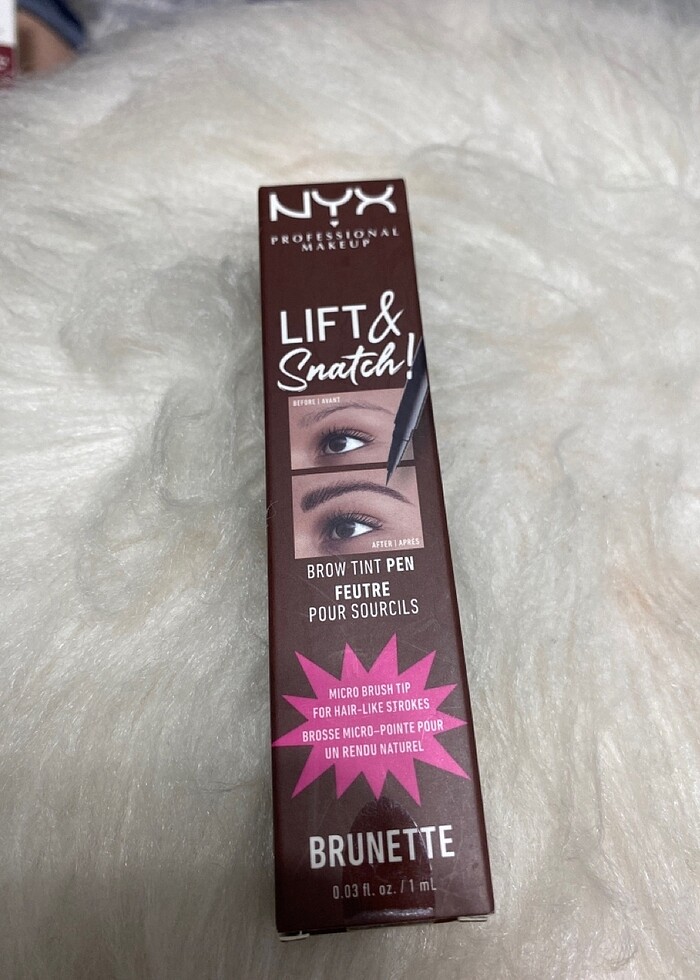 NYX
PROFESSIONAL
MAKEUP
LIFT &
Snatch!
BEFORE | AVANT
AFTER | APRÈS
BROW TINT PEN
FEUTRE
POUR SOURCILS
MICRO BRUSH TIP
FOR HAIR-LIKE STROKES
BROSSE MICRO-POINTE POUR
UN RENDU NATUREL
BRUNETTE
0.03 fl. oz. / 1 mL